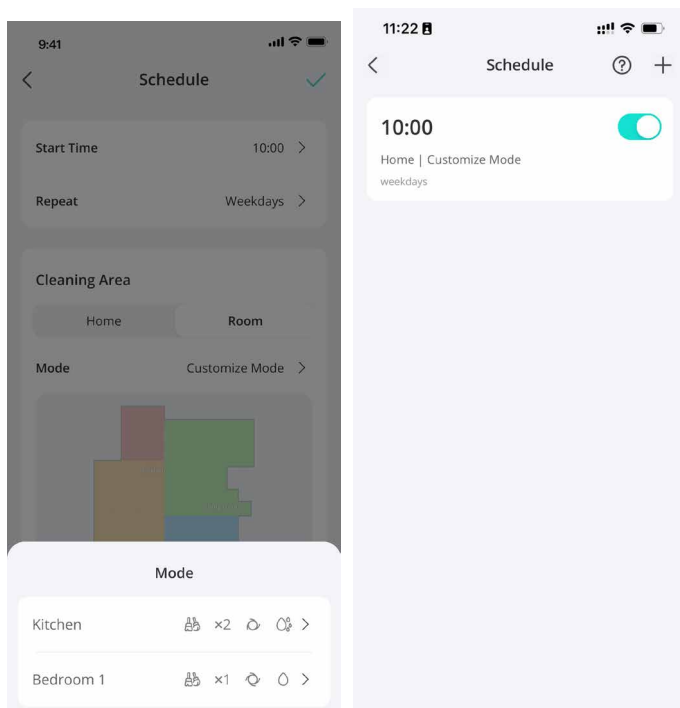 9:41
Schedule
Start Time 10:00
Repeat Weekdays
Cleaning Area
Home Room
Mode Customize Mode
Mode
Kitchen ×2
Bedroom 1 ×1
11:22
Schedule
10:00
Home | Customize Mode
weekdays